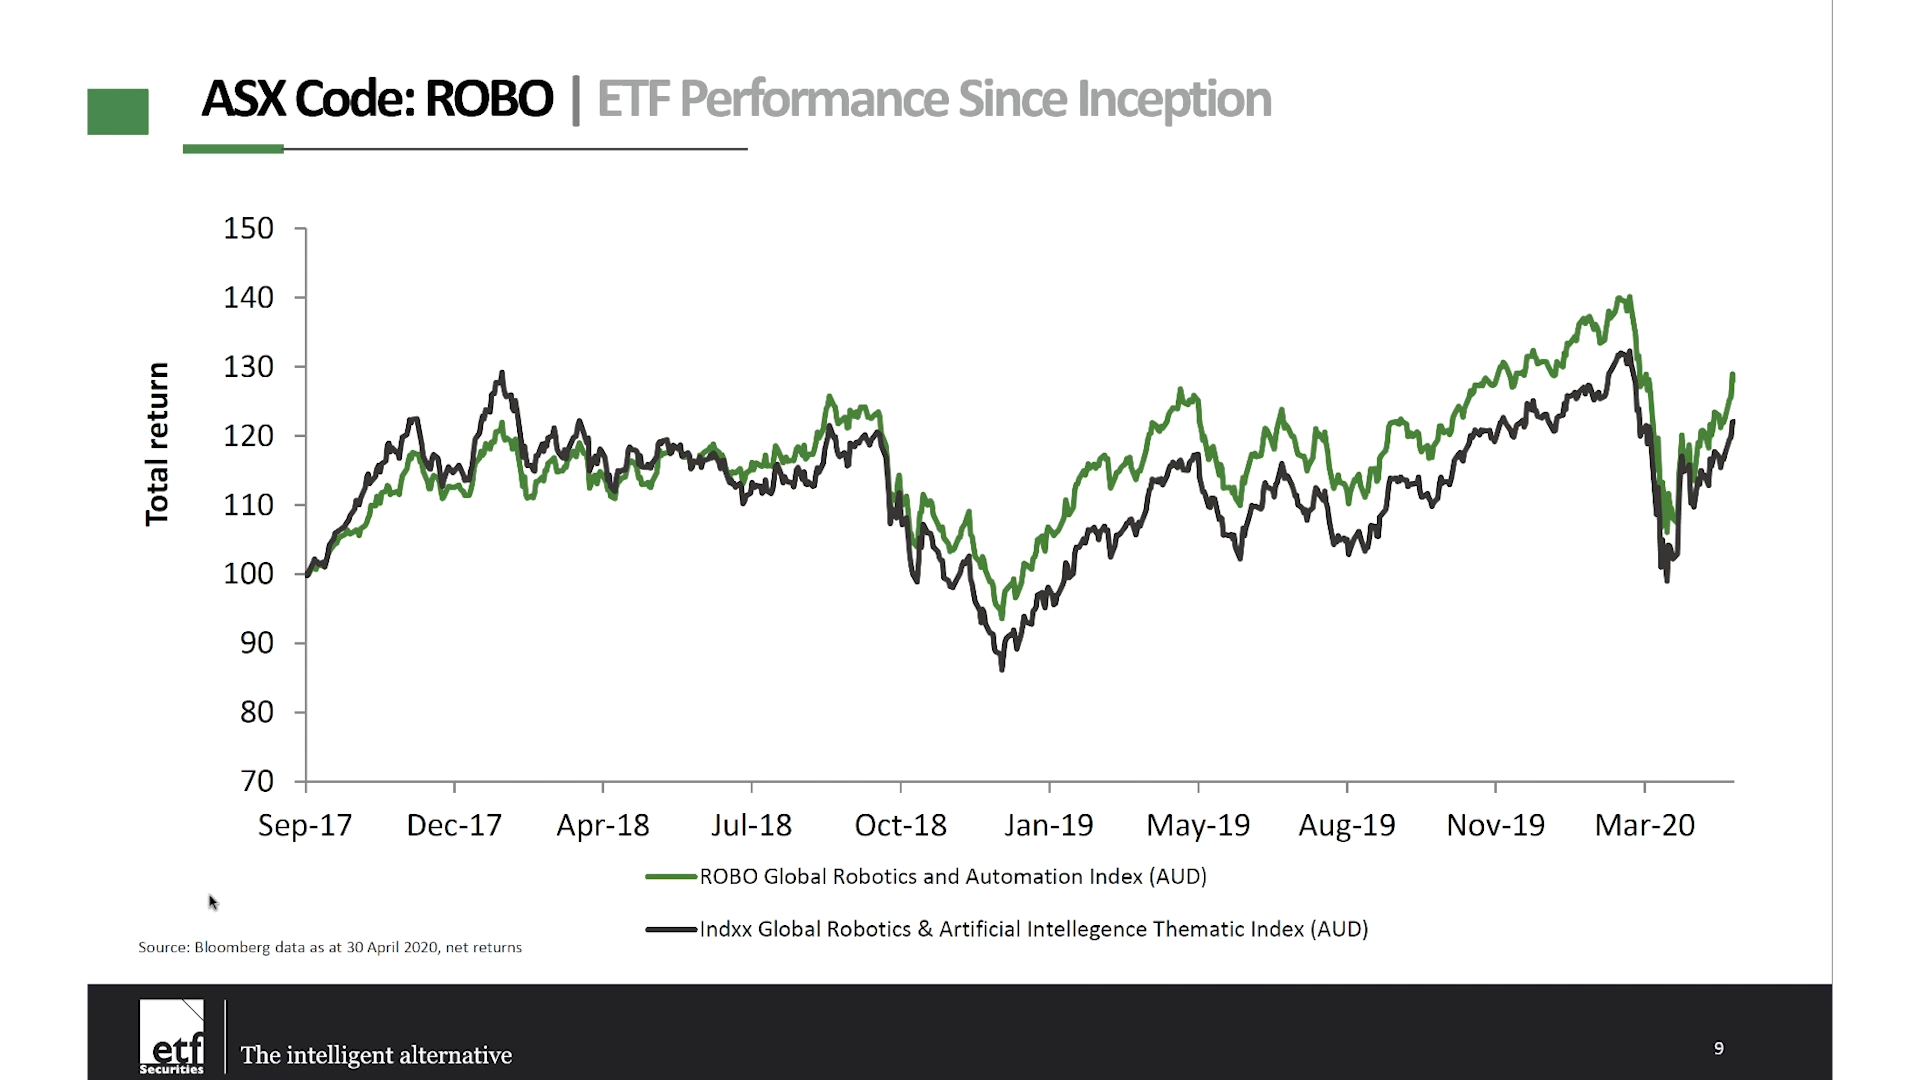 ASX Code: ROBO | ETF Performance Since Inception
150
140
130
120
110
100
90
80
70
Total return
Sep-17 Dec-17 Apr-18 Jul-18 Oct-18 Jan-19 May-19 Aug-19 Nov-19 Mar-20
ROBO Global Robotics and Automation Index (AUD)
Indxx Global Robotics & Artificial Intellegence Thematic Index (AUD)
Source: Bloomberg data as at 30 April 2020, net returns
etf
Securities
The intelligent alternative
9